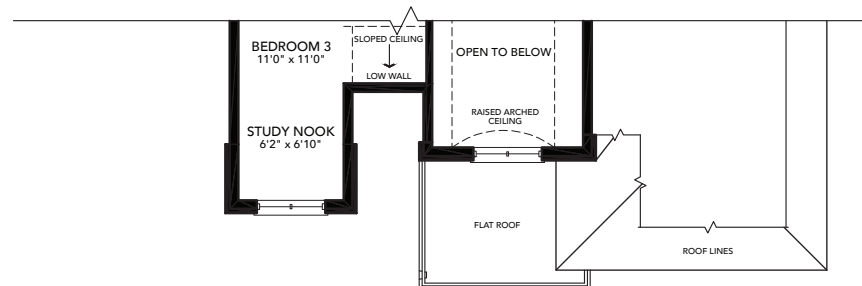 BEDROOM 3
11'0" x 11'0"
SLOPED CEILING
LOW WALL
OPEN TO BELOW
STUDY NOOK
6'2" x 6'10"
RAISED ARCHED
CEILING
FLAT ROOF
ROOF LINES